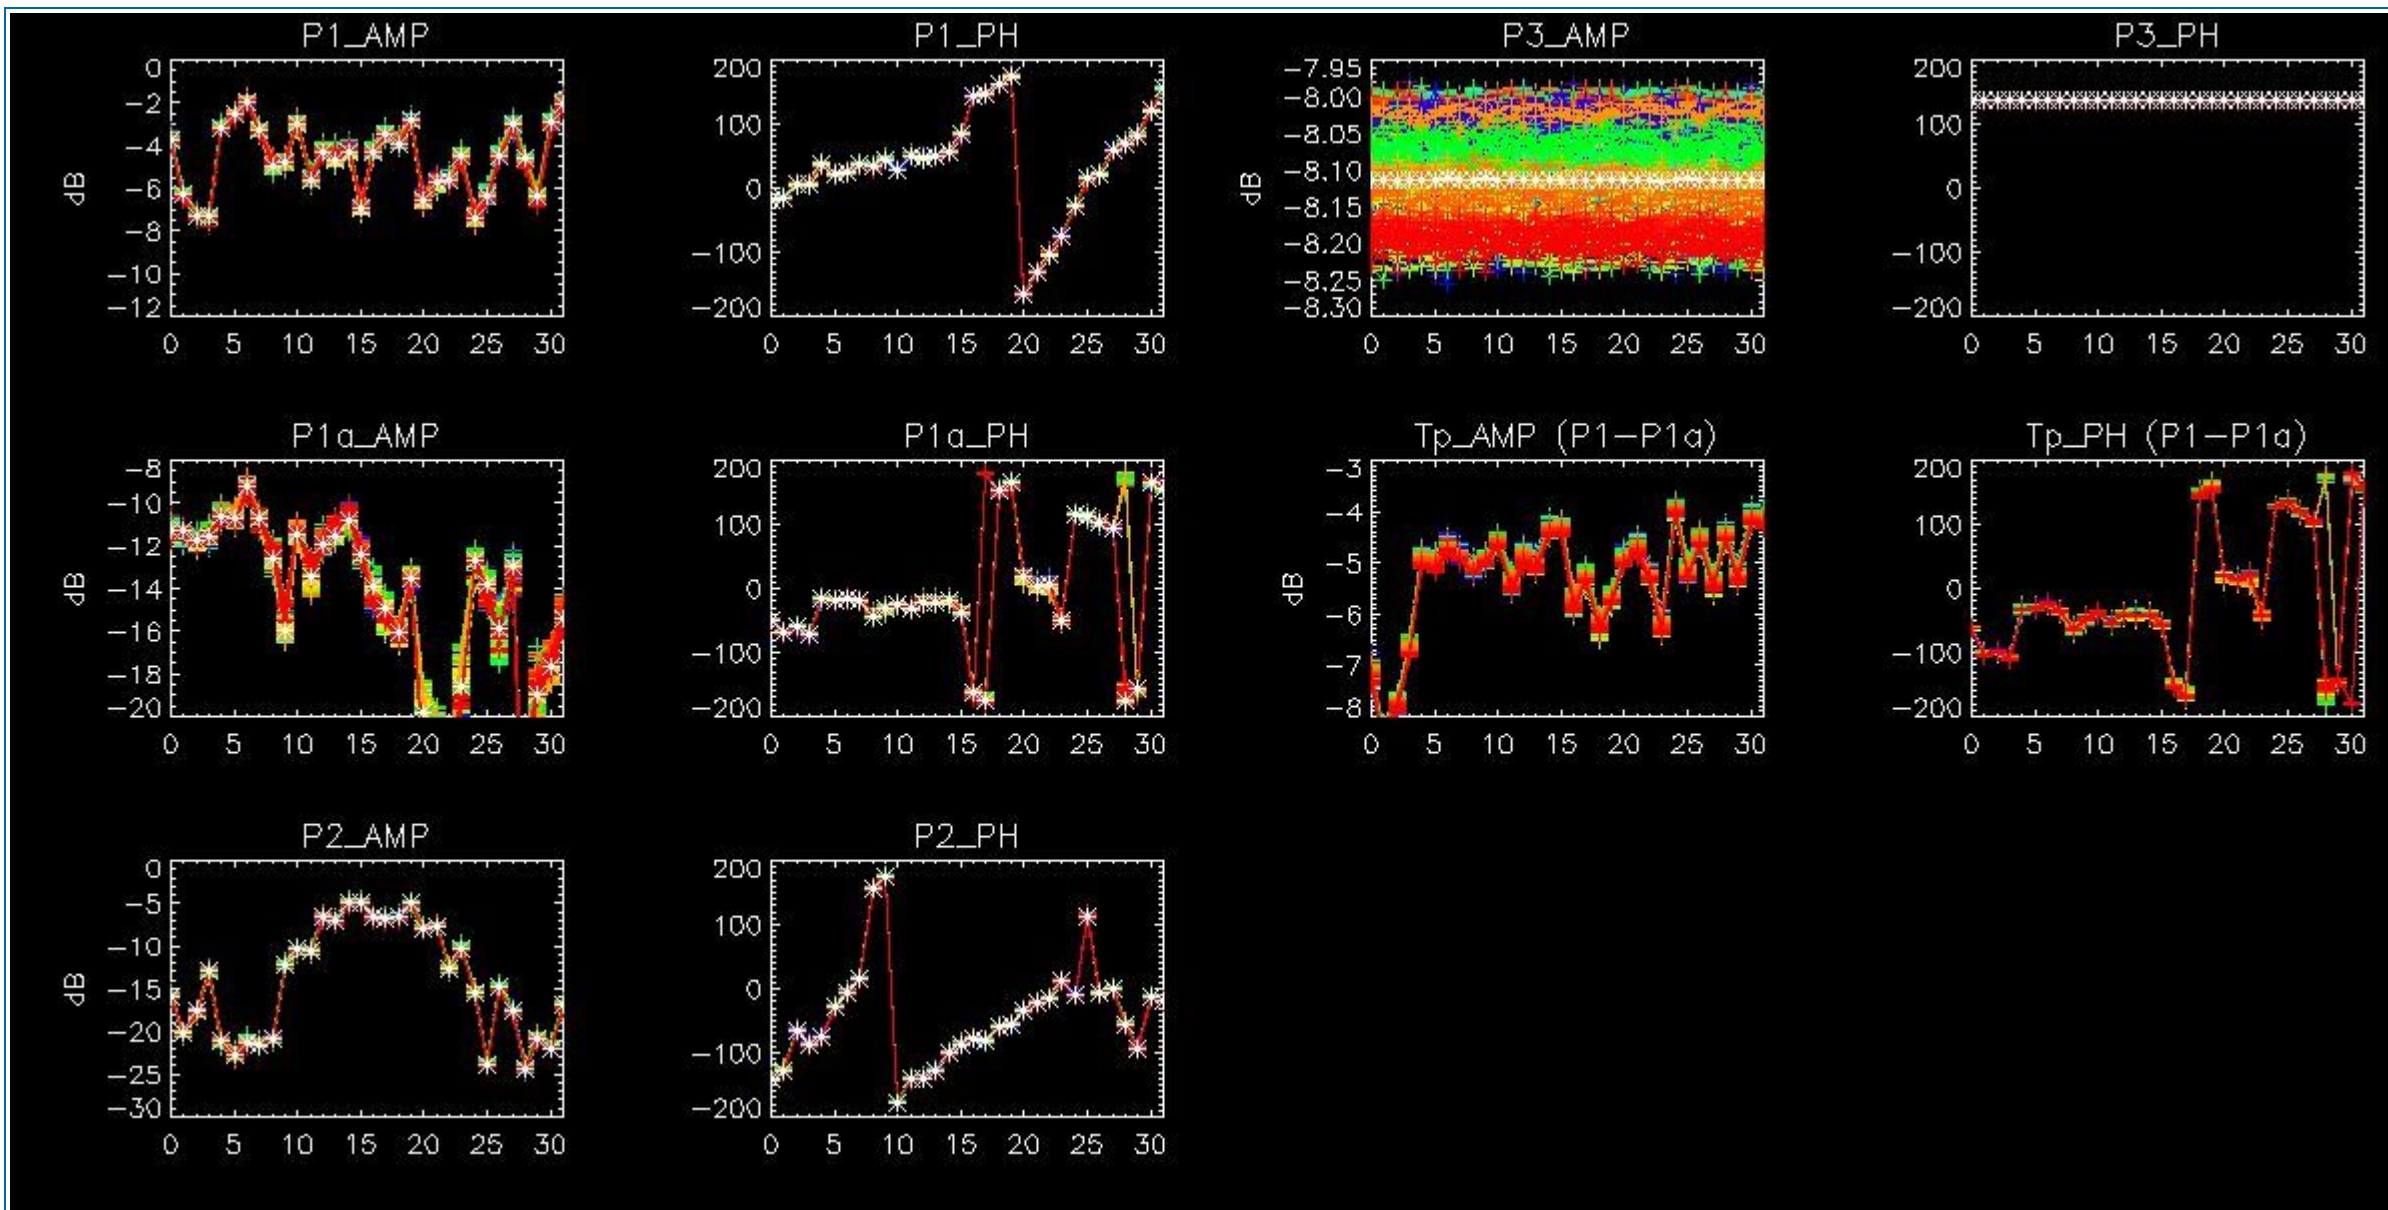 P1_AMP
P1_PH
P3_AMP
P3_PH
0
−2
−4
−6
−8
−10
−12
dB
0 5 10 15 20 25 30
200
100
0
−100
−200
0 5 10 15 20 25 30
−7.95
−8.00
−8.05
−8.10
−8.15
−8.20
−8.25
−8.30
dB
0 5 10 15 20 25 30
200
100
0
−100
−200
0 5 10 15 20 25 30
P1a_AMP
P1a_PH
Tp_AMP (P1−P1a)
Tp_PH (P1−P1a)
−8
−10
−12
−14
−16
−18
−20
dB
0 5 10 15 20 25 30
200
100
0
−100
−200
0 5 10 15 20 25 30
−3
−4
−5
−6
−7
−8
dB
0 5 10 15 20 25 30
200
100
0
−100
−200
0 5 10 15 20 25 30
P2_AMP
P2_PH
0
−5
−10
−15
−20
−25
−30
dB
0 5 10 15 20 25 30
200
100
0
−100
−200
0 5 10 15 20 25 30